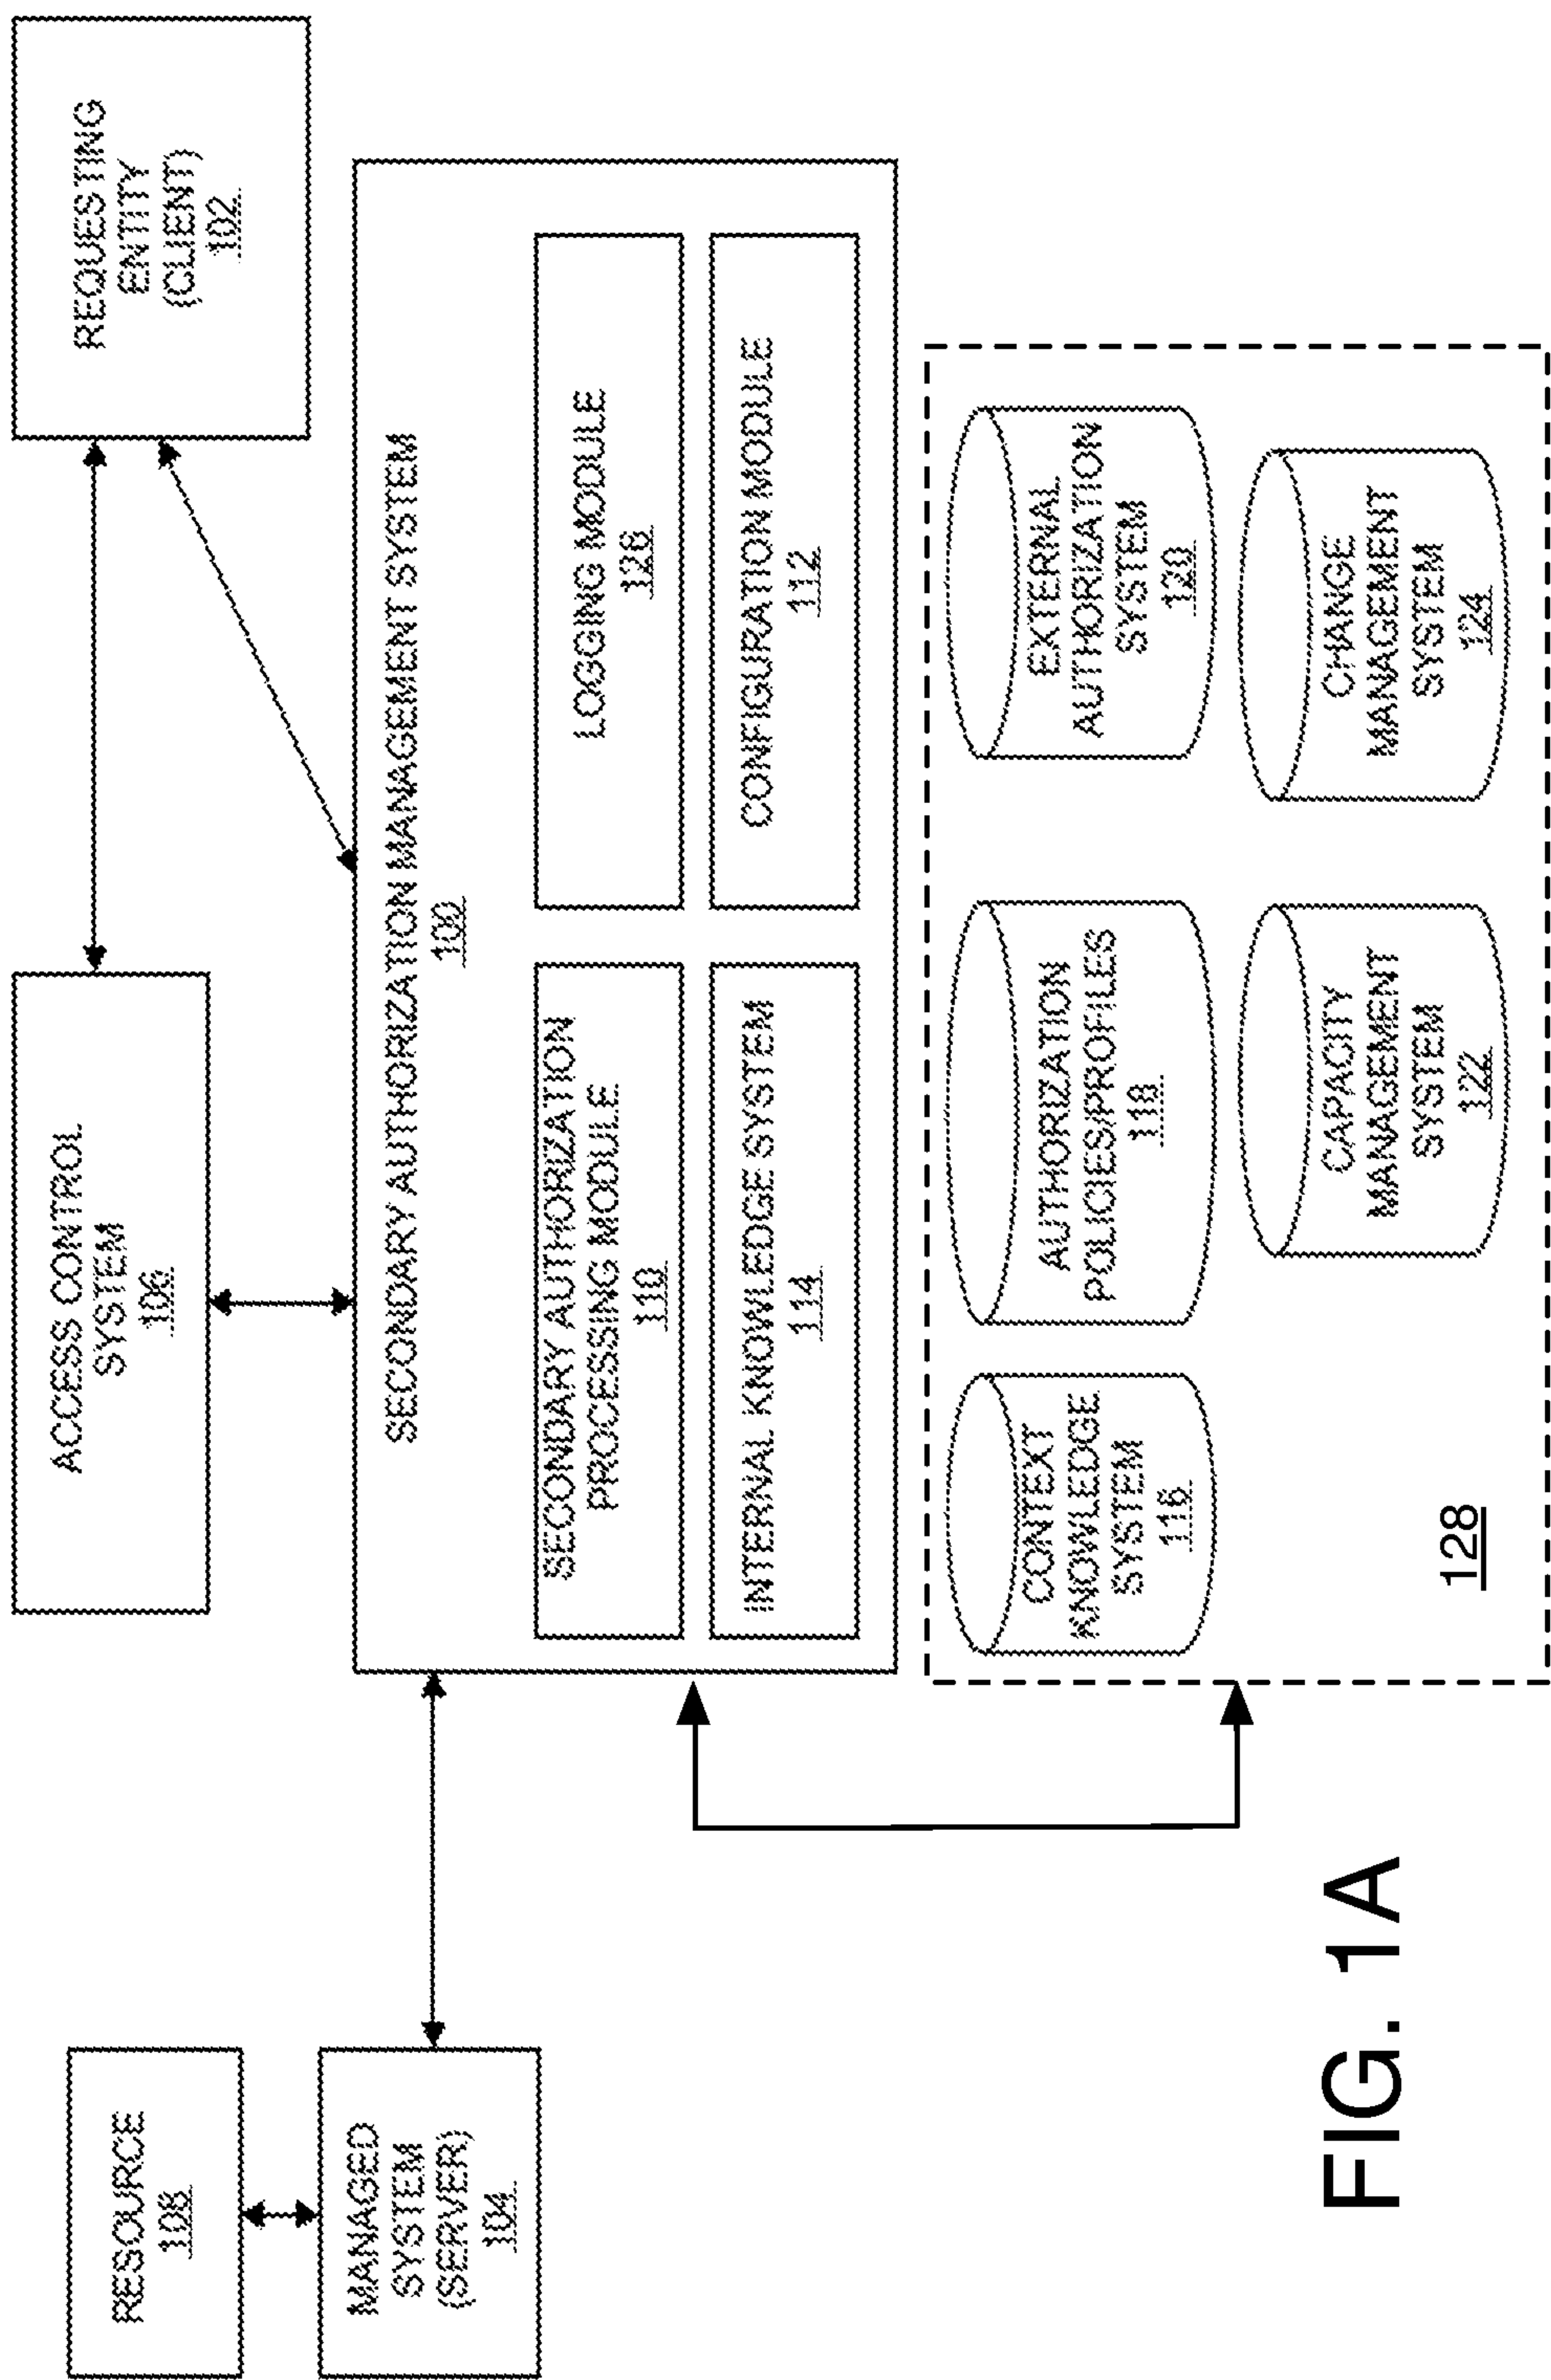 RESOURCE
108
MANAGED
SYSTEM
(SERVER)
104
ACCESS CONTROL
SYSTEM
106
REQUESTING
ENTITY
(CLIENT)
102
SECONDARY AUTHORIZATION MANAGEMENT SYSTEM
100
SECONDARY AUTHORIZATION
PROCESSING MODULE
110
LOGGING MODULE
126
INTERNAL KNOWLEDGE SYSTEM
114
CONFIGURATION MODULE
112
CONTEXT
KNOWLEDGE
SYSTEM
116
AUTHORIZATION
POLICIES/PROFILES
118
EXTERNAL
AUTHORIZATION
SYSTEM
120
CAPACITY
MANAGEMENT
SYSTEM
122
CHANGE
MANAGEMENT
SYSTEM
124
128
FIG. 1A